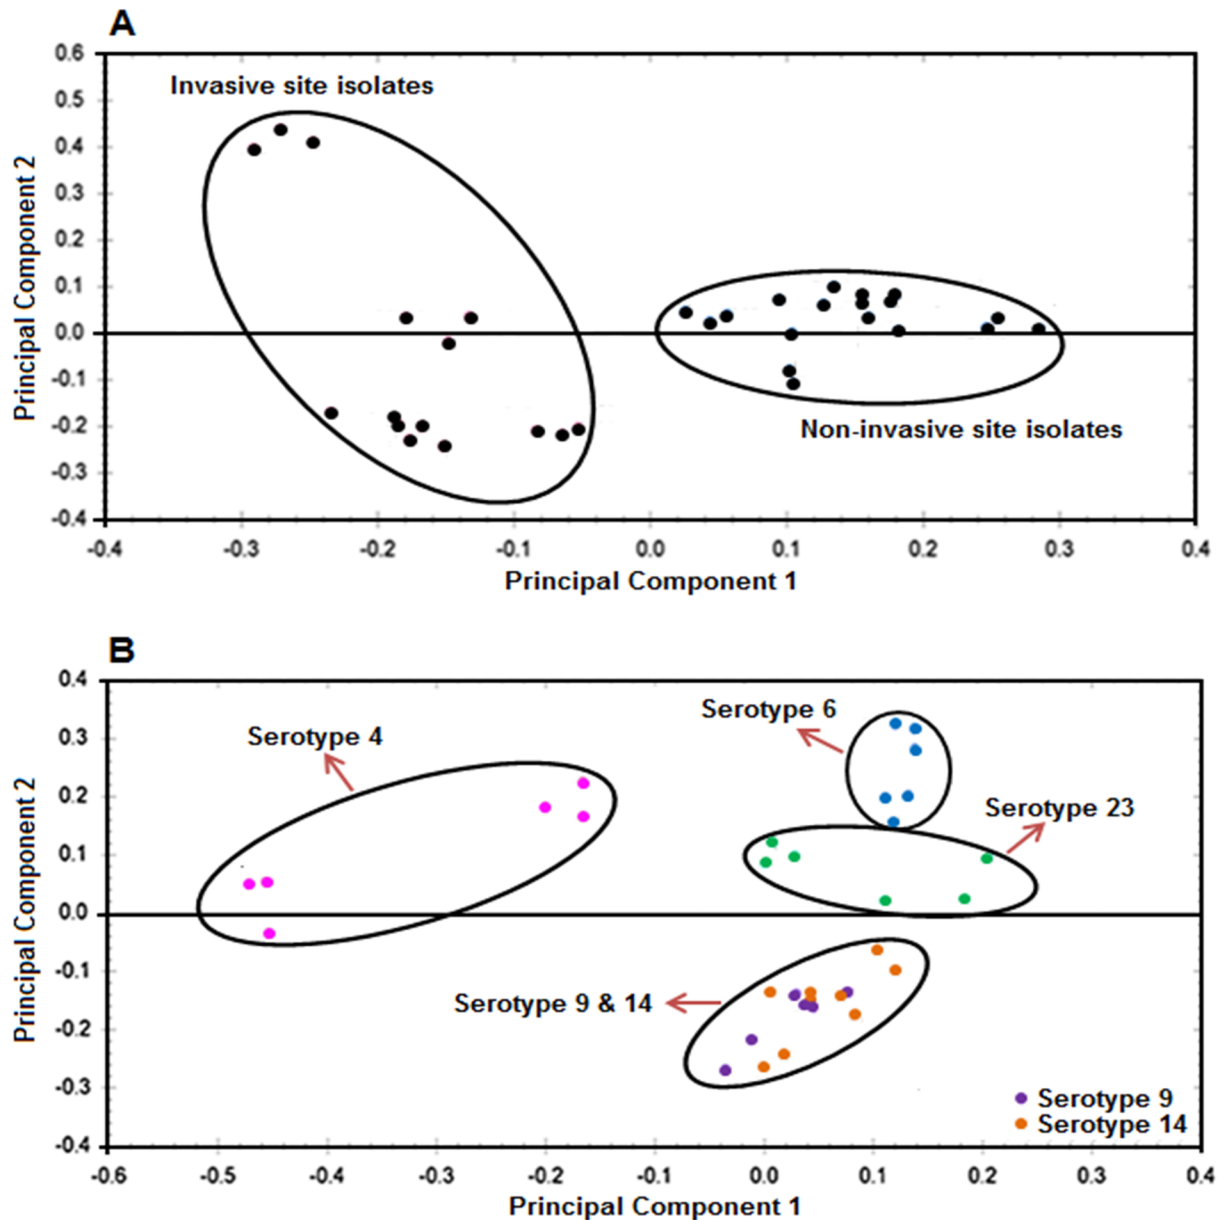 A
0.6
0.5
0.4
0.3
0.2
0.1
0.0
-0.1
-0.2
-0.3
-0.4
Principal Component 2
Invasive site isolates
Non-invasive site isolates
-0.4 -0.3 -0.2 -0.1 0.0 0.1 0.2 0.3 0.4
Principal Component 1
B
0.4
0.3
0.2
0.1
0.0
-0.1
-0.2
-0.3
-0.4
Principal Component 2
Serotype 4
Serotype 6
Serotype 23
Serotype 9 & 14
Serotype 9
Serotype 14
-0.6 -0.5 -0.4 -0.3 -0.2 -0.1 0.0 0.1 0.2 0.3 0.4
Principal Component 1